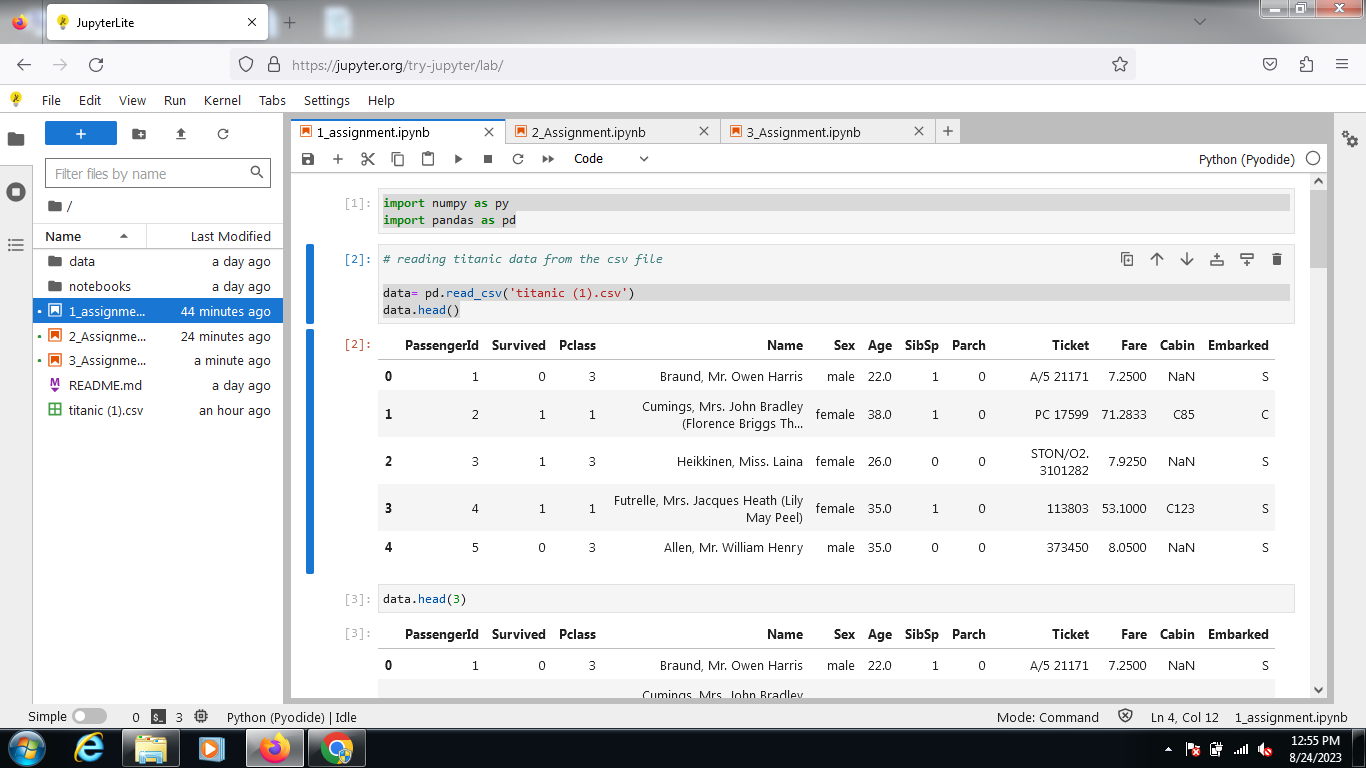 JupyterLite
https://jupyter.org/try-jupyter/lab/
File Edit View Run Kernel Tabs Settings Help
1_assignment.ipynb 2_Assignment.ipynb 3_Assignment.ipynb
Code
Python (Pyodide)
Filter files by name
/
Name Last Modified
data a day ago
notebooks a day ago
1_assignme... 44 minutes ago
2_Assignme... 24 minutes ago
3_Assignme... a minute ago
README.md a day ago
titanic (1).csv an hour ago
[1]: import numpy as py
import pandas as pd
[2]: # reading titanic data from the csv file
data= pd.read_csv('titanic (1).csv')
data.head()
[2]: PassengerId Survived Pclass Name Sex Age SibSp Parch Ticket Fare Cabin Embarked
0 1 0 3 Braund, Mr. Owen Harris male 22.0 1 0 A/5 21171 7.2500 NaN S
1 2 1 1 Cumings, Mrs. John Bradley (Florence Briggs Th... female 38.0 1 0 PC 17599 71.2833 C85 C
2 3 1 3 Heikkinen, Miss. Laina female 26.0 0 0 STON/O2. 3101282 7.9250 NaN S
3 4 1 1 Futrelle, Mrs. Jacques Heath (Lily May Peel) female 35.0 1 0 113803 53.1000 C123 S
4 5 0 3 Allen, Mr. William Henry male 35.0 0 0 373450 8.0500 NaN S
[3]: data.head(3)
[3]: PassengerId Survived Pclass Name Sex Age SibSp Parch Ticket Fare Cabin Embarked
0 1 0 3 Braund, Mr. Owen Harris male 22.0 1 0 A/5 21171 7.2500 NaN S
Cumings, Mrs. John Bradley
Simple 0 3 Python (Pyodide) | Idle
Mode: Command Ln 4, Col 12 1_assignment.ipynb
12:55 PM
8/24/2023